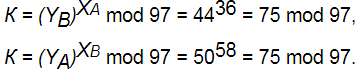 K = (Y_B)^{X_A} mod 97 = 44^{36} = 75 mod 97,
K = (Y_A)^{X_B} mod 97 = 50^{58} = 75 mod 97.